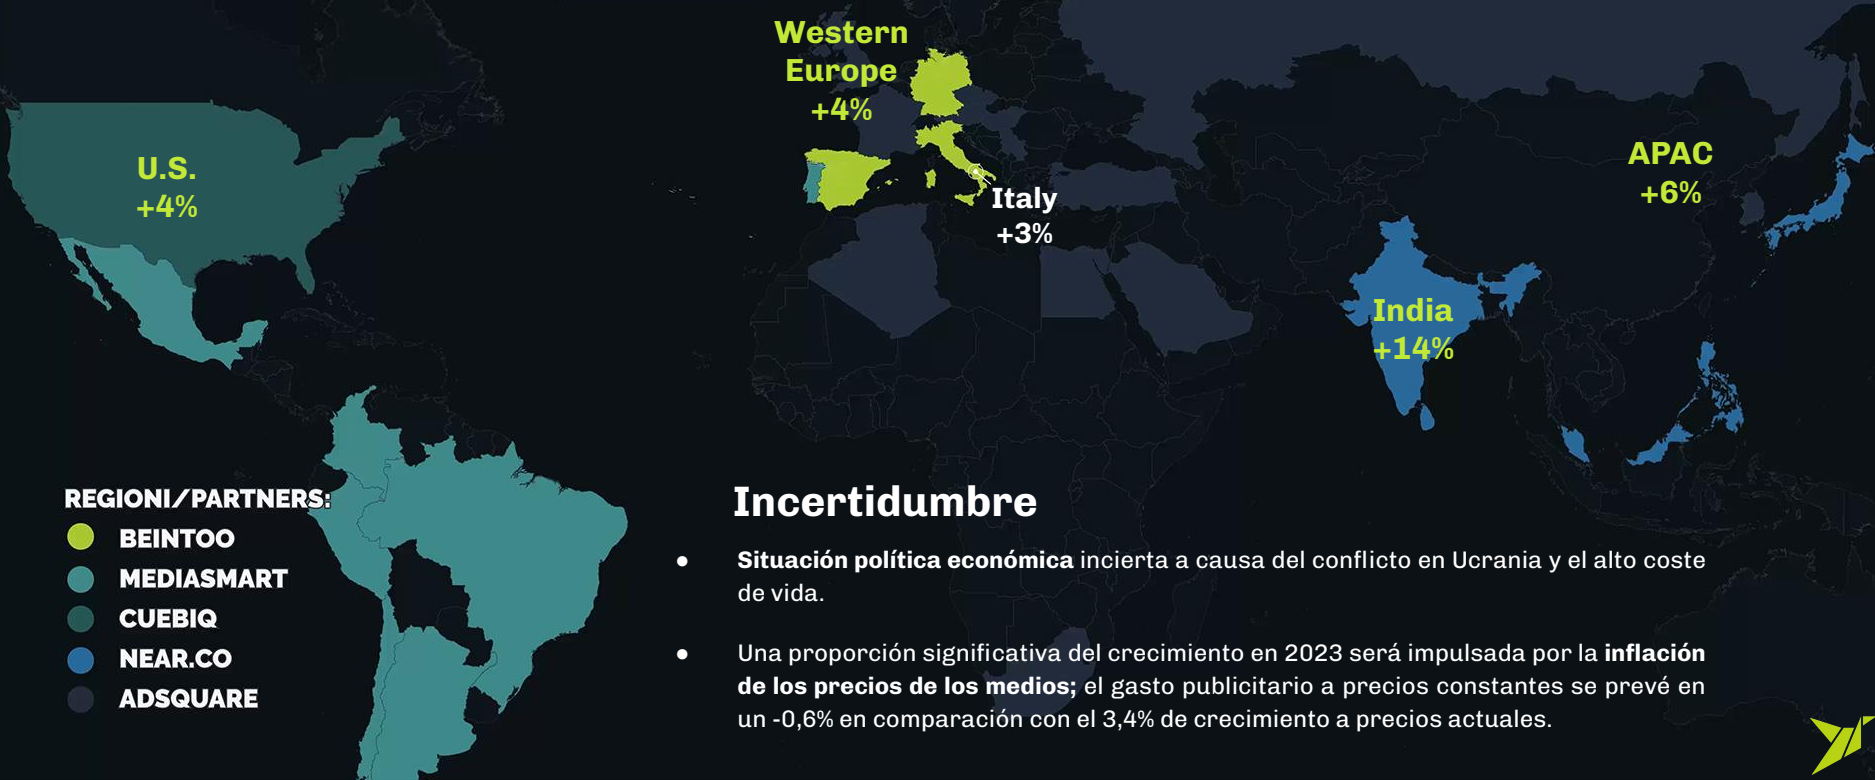 Western
Europe
+4%
U.S.
+4%
APAC
+6%
Italy
+3%
India
+14%
REGIONI/PARTNERS:
BEINTOO
MEDIASMART
CUEBIQ
NEAR.CO
ADSQUARE
Incertidumbre
● Situación política económica incierta a causa del conflicto en Ucrania y el alto coste
de vida.
● Una proporción significativa del crecimiento en 2023 será impulsada por la inflación
de los precios de los medios; el gasto publicitario a precios constantes se prevé en
un -0,6% en comparación con el 3,4% de crecimiento a precios actuales.